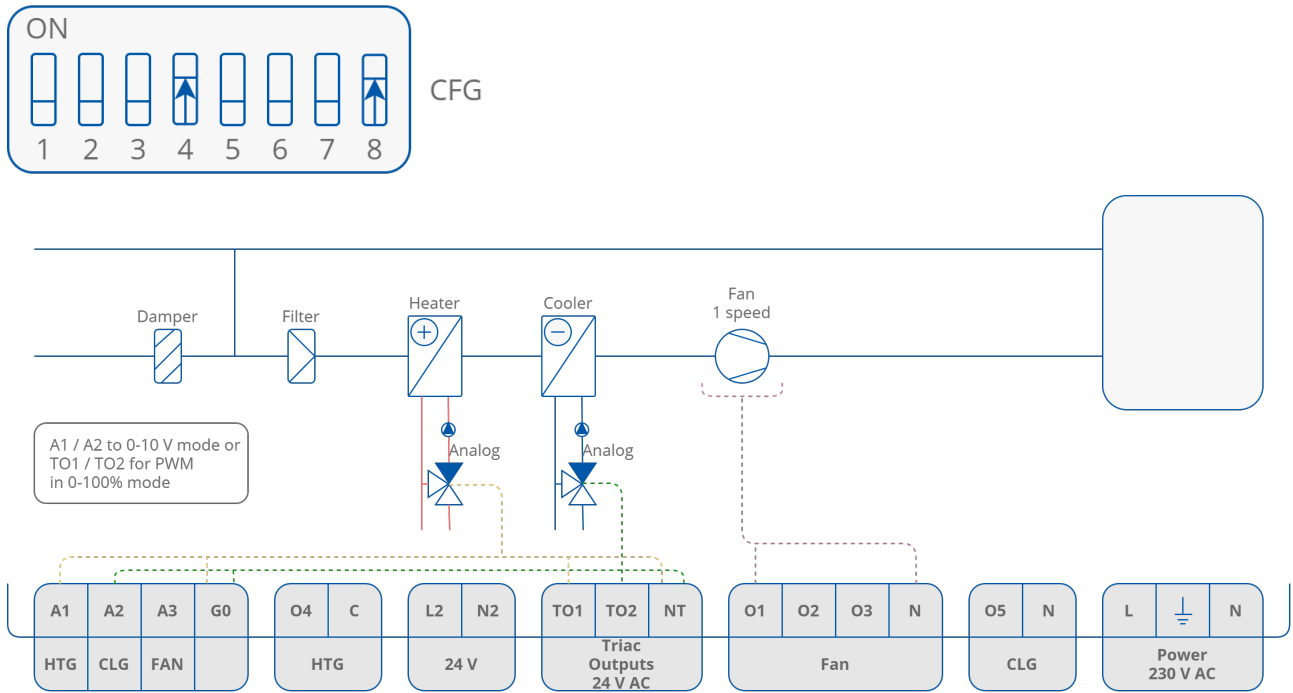 ON
1 2 3 4 5 6 7 8
CFG
Damper
Filter
Heater
Cooler
Fan
1 speed
Analog
Analog
A1 / A2 to 0-10 V mode or
TO1 / TO2 for PWM
in 0-100% mode
A1 A2 A3 G0
HTG CLG FAN
O4 C
HTG
L2 N2
24 V
TO1 TO2 NT
Triac
Outputs
24 V AC
O1 O2 O3 N
Fan
O5 N
CLG
L N
Power
230 V AC